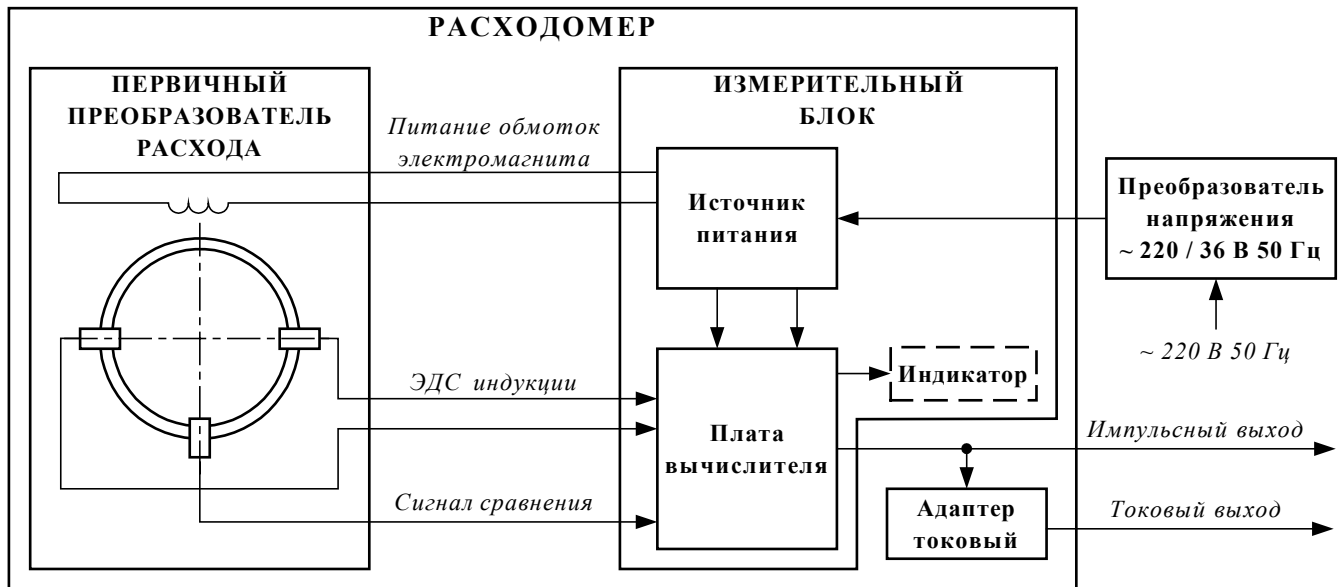 РАСХОДОМЕР
ПЕРВИЧНЫЙ
ПРЕОБРАЗОВАТЕЛЬ
РАСХОДА
Питание обмоток
электромагнита
ИЗМЕРИТЕЛЬНЫЙ
БЛОК
Источник
питания
Преобразователь
напряжения
~ 220 / 36 В 50 Гц
~ 220 В 50 Гц
ЭДС индукции
Индикатор
Плата
вычислителя
Импульсный выход
Сигнал сравнения
Адаптер
токовый
Токовый выход